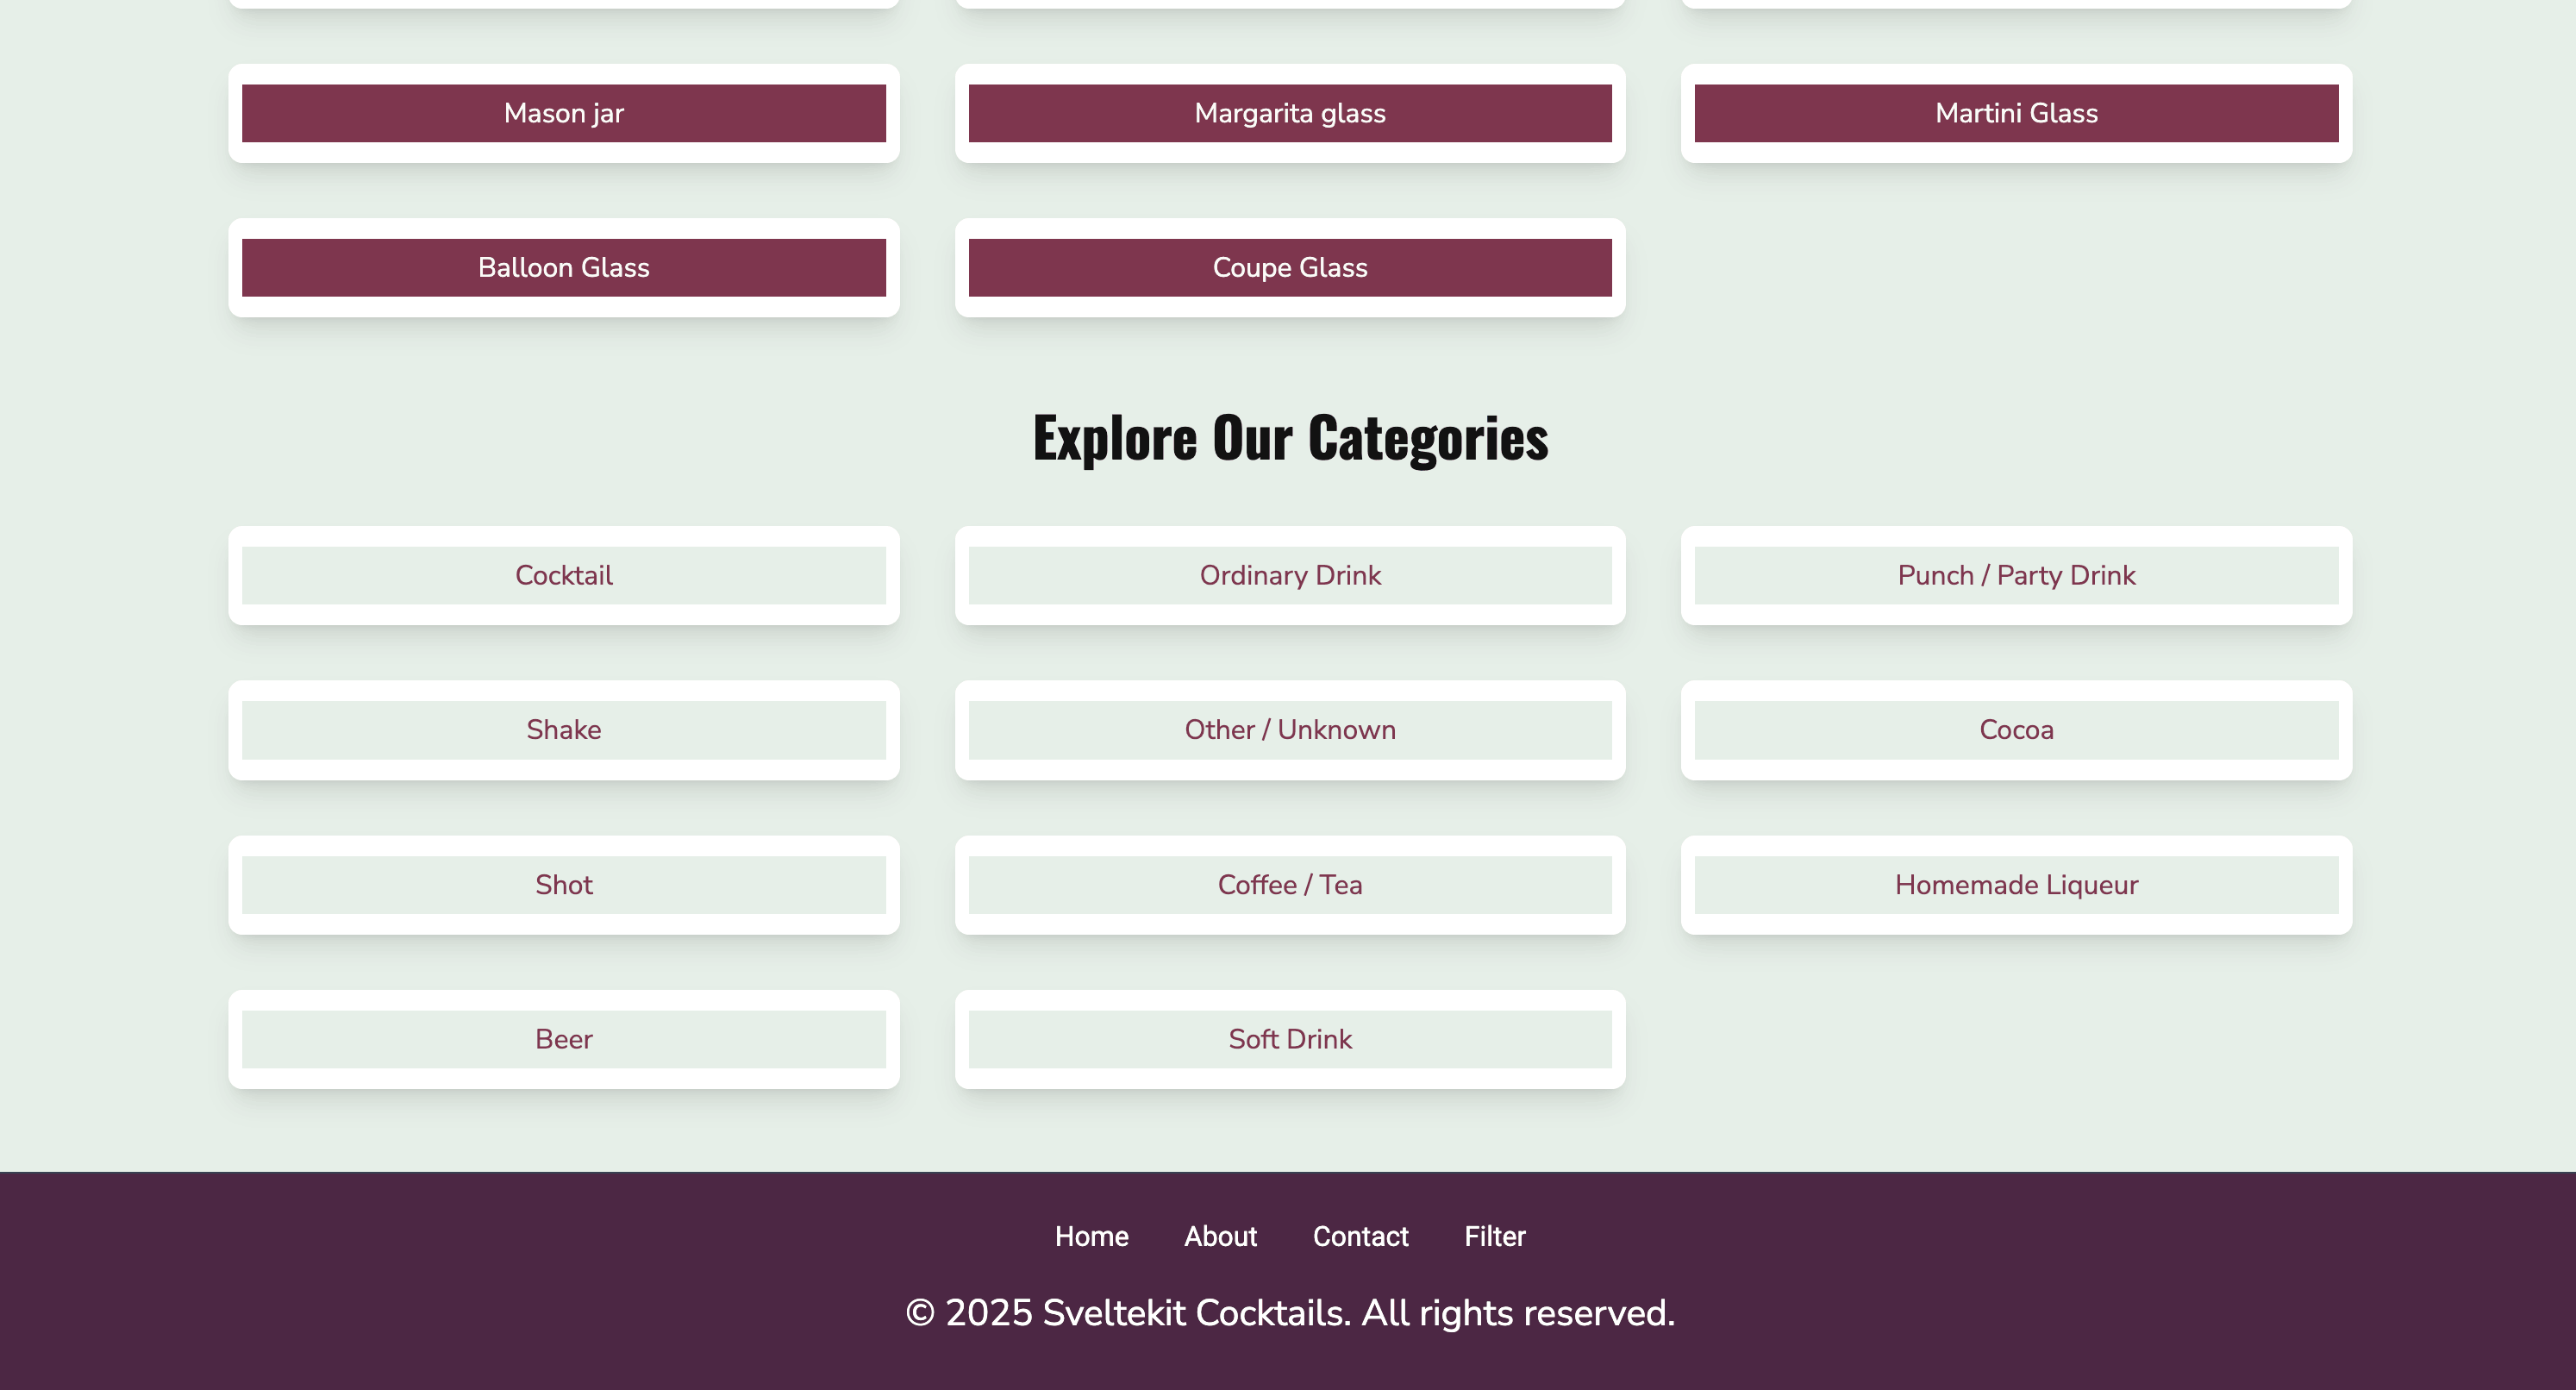 Mason jar
Margarita glass
Martini Glass
Balloon Glass
Coupe Glass
Explore Our Categories
Cocktail
Ordinary Drink
Punch / Party Drink
Shake
Other / Unknown
Cocoa
Shot
Coffee / Tea
Homemade Liqueur
Beer
Soft Drink
Home About Contact Filter
© 2025 Sveltekit Cocktails. All rights reserved.